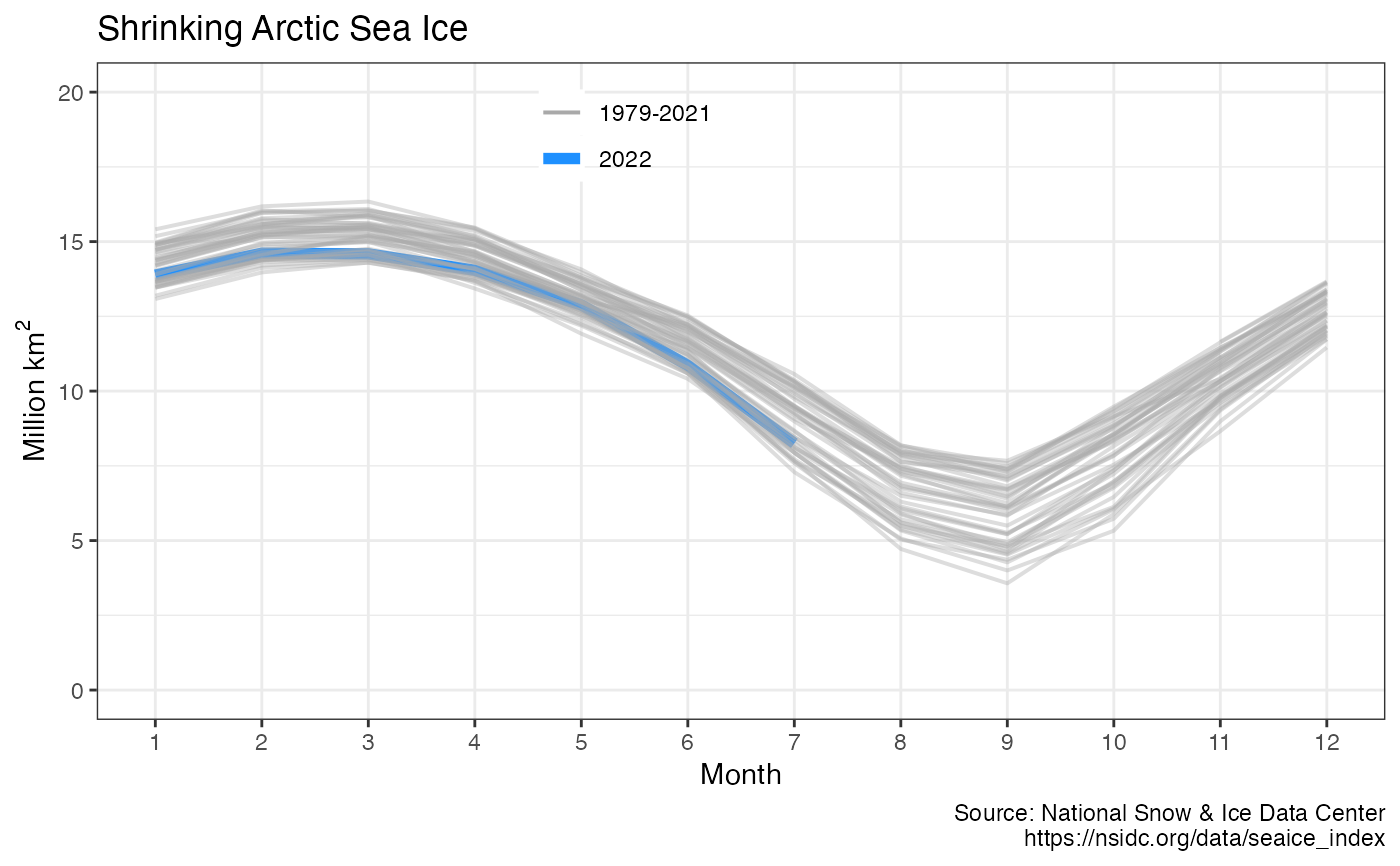 Shrinking Arctic Sea Ice
1979-2021
2022
Million km²
20
15
10
5
0
1 2 3 4 5 6 7 8 9 10 11 12
Month
Source: National Snow & Ice Data Center
https://nsidc.org/data/seaice_index